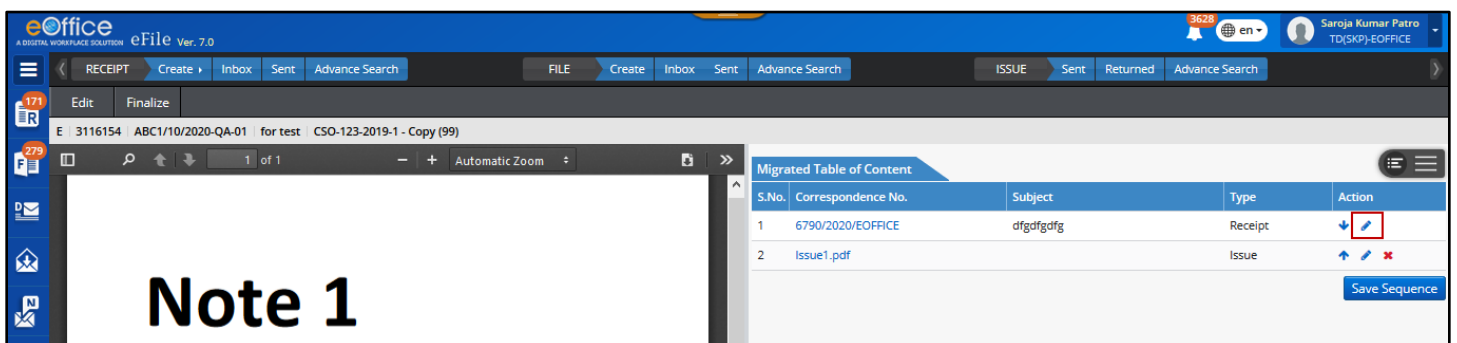 3628
eOffice
A DIGITAL WORKPLACE SOLUTION eFile Ver. 7.0
en
Saroja Kumar Patro
TD(SKP)-EOFFICE
RECEIPT Create Inbox Sent Advance Search FILE Create Inbox Sent Advance Search ISSUE Sent Returned Advance Search
171
R
Edit Finalize
E 3116154 ABC1/10/2020-QA-01 for test CSO-123-2019-1 - Copy (99)
279
F
1 of 1 Automatic Zoom
Migrated Table of Content
S.No. Correspondence No. Subject Type Action
1 6790/2020/EOFFICE dfgdfgdfg Receipt
2 Issue1.pdf Issue
Save Sequence
D
N
Note 1